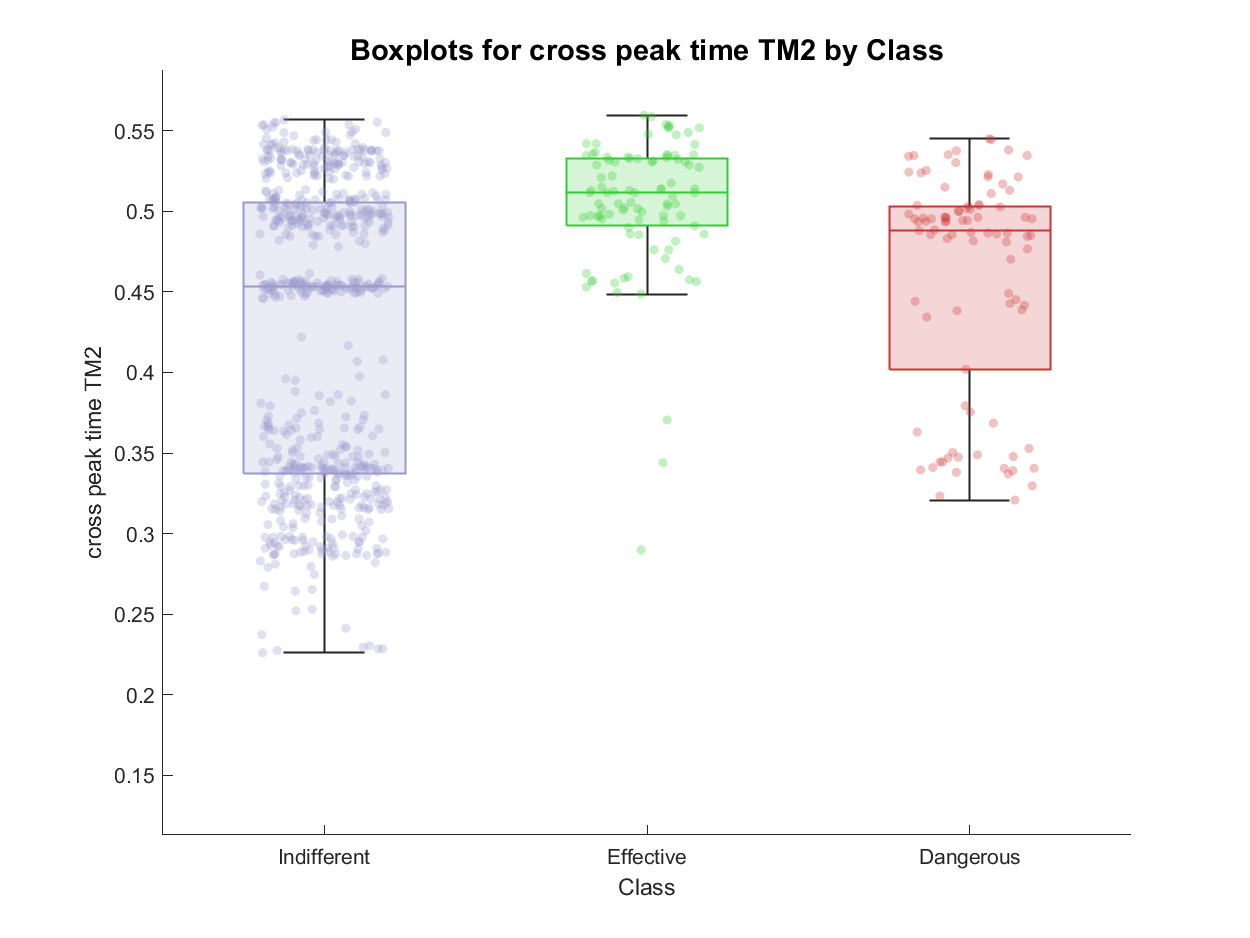 Boxplots for cross peak time TM2 by Class
cross peak time TM2
0.55
0.5
0.45
0.4
0.35
0.3
0.25
0.2
0.15
Indifferent
Effective
Dangerous
Class